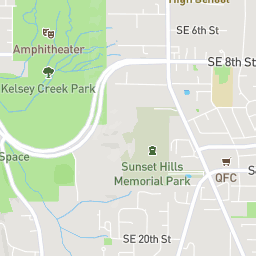 High School
SE 6th St
Amphitheater
SE 8th St
Kelsey Creek Park
Space
Sunset Hills
Memorial Park
QFC
SE 20th St